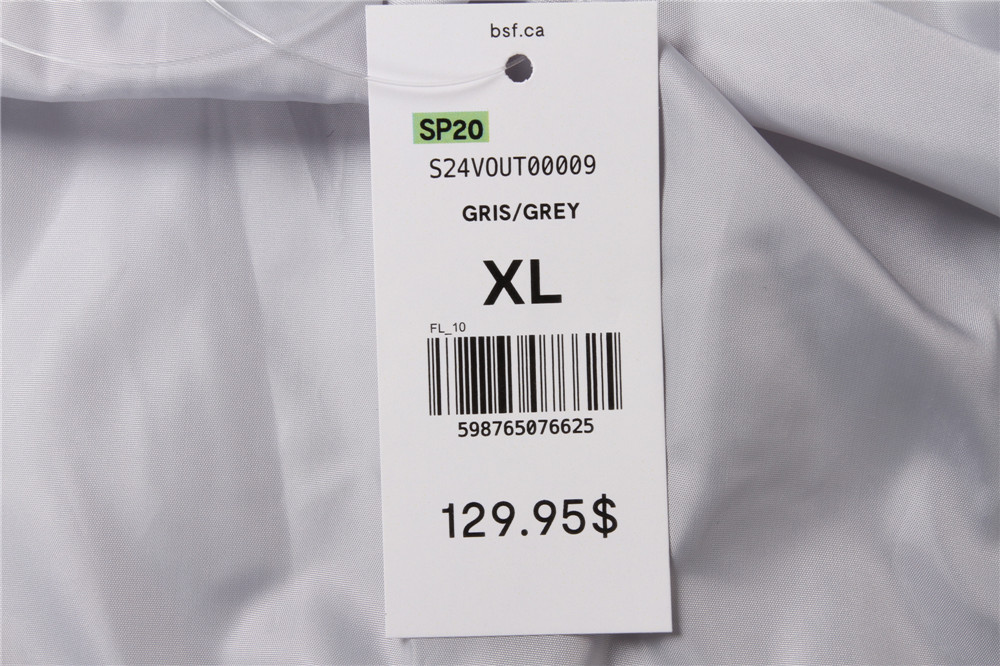 bsf.ca
SP20
S24VOUT00009
GRIS/GREY
XL
FL_10
598765076625
129.95$